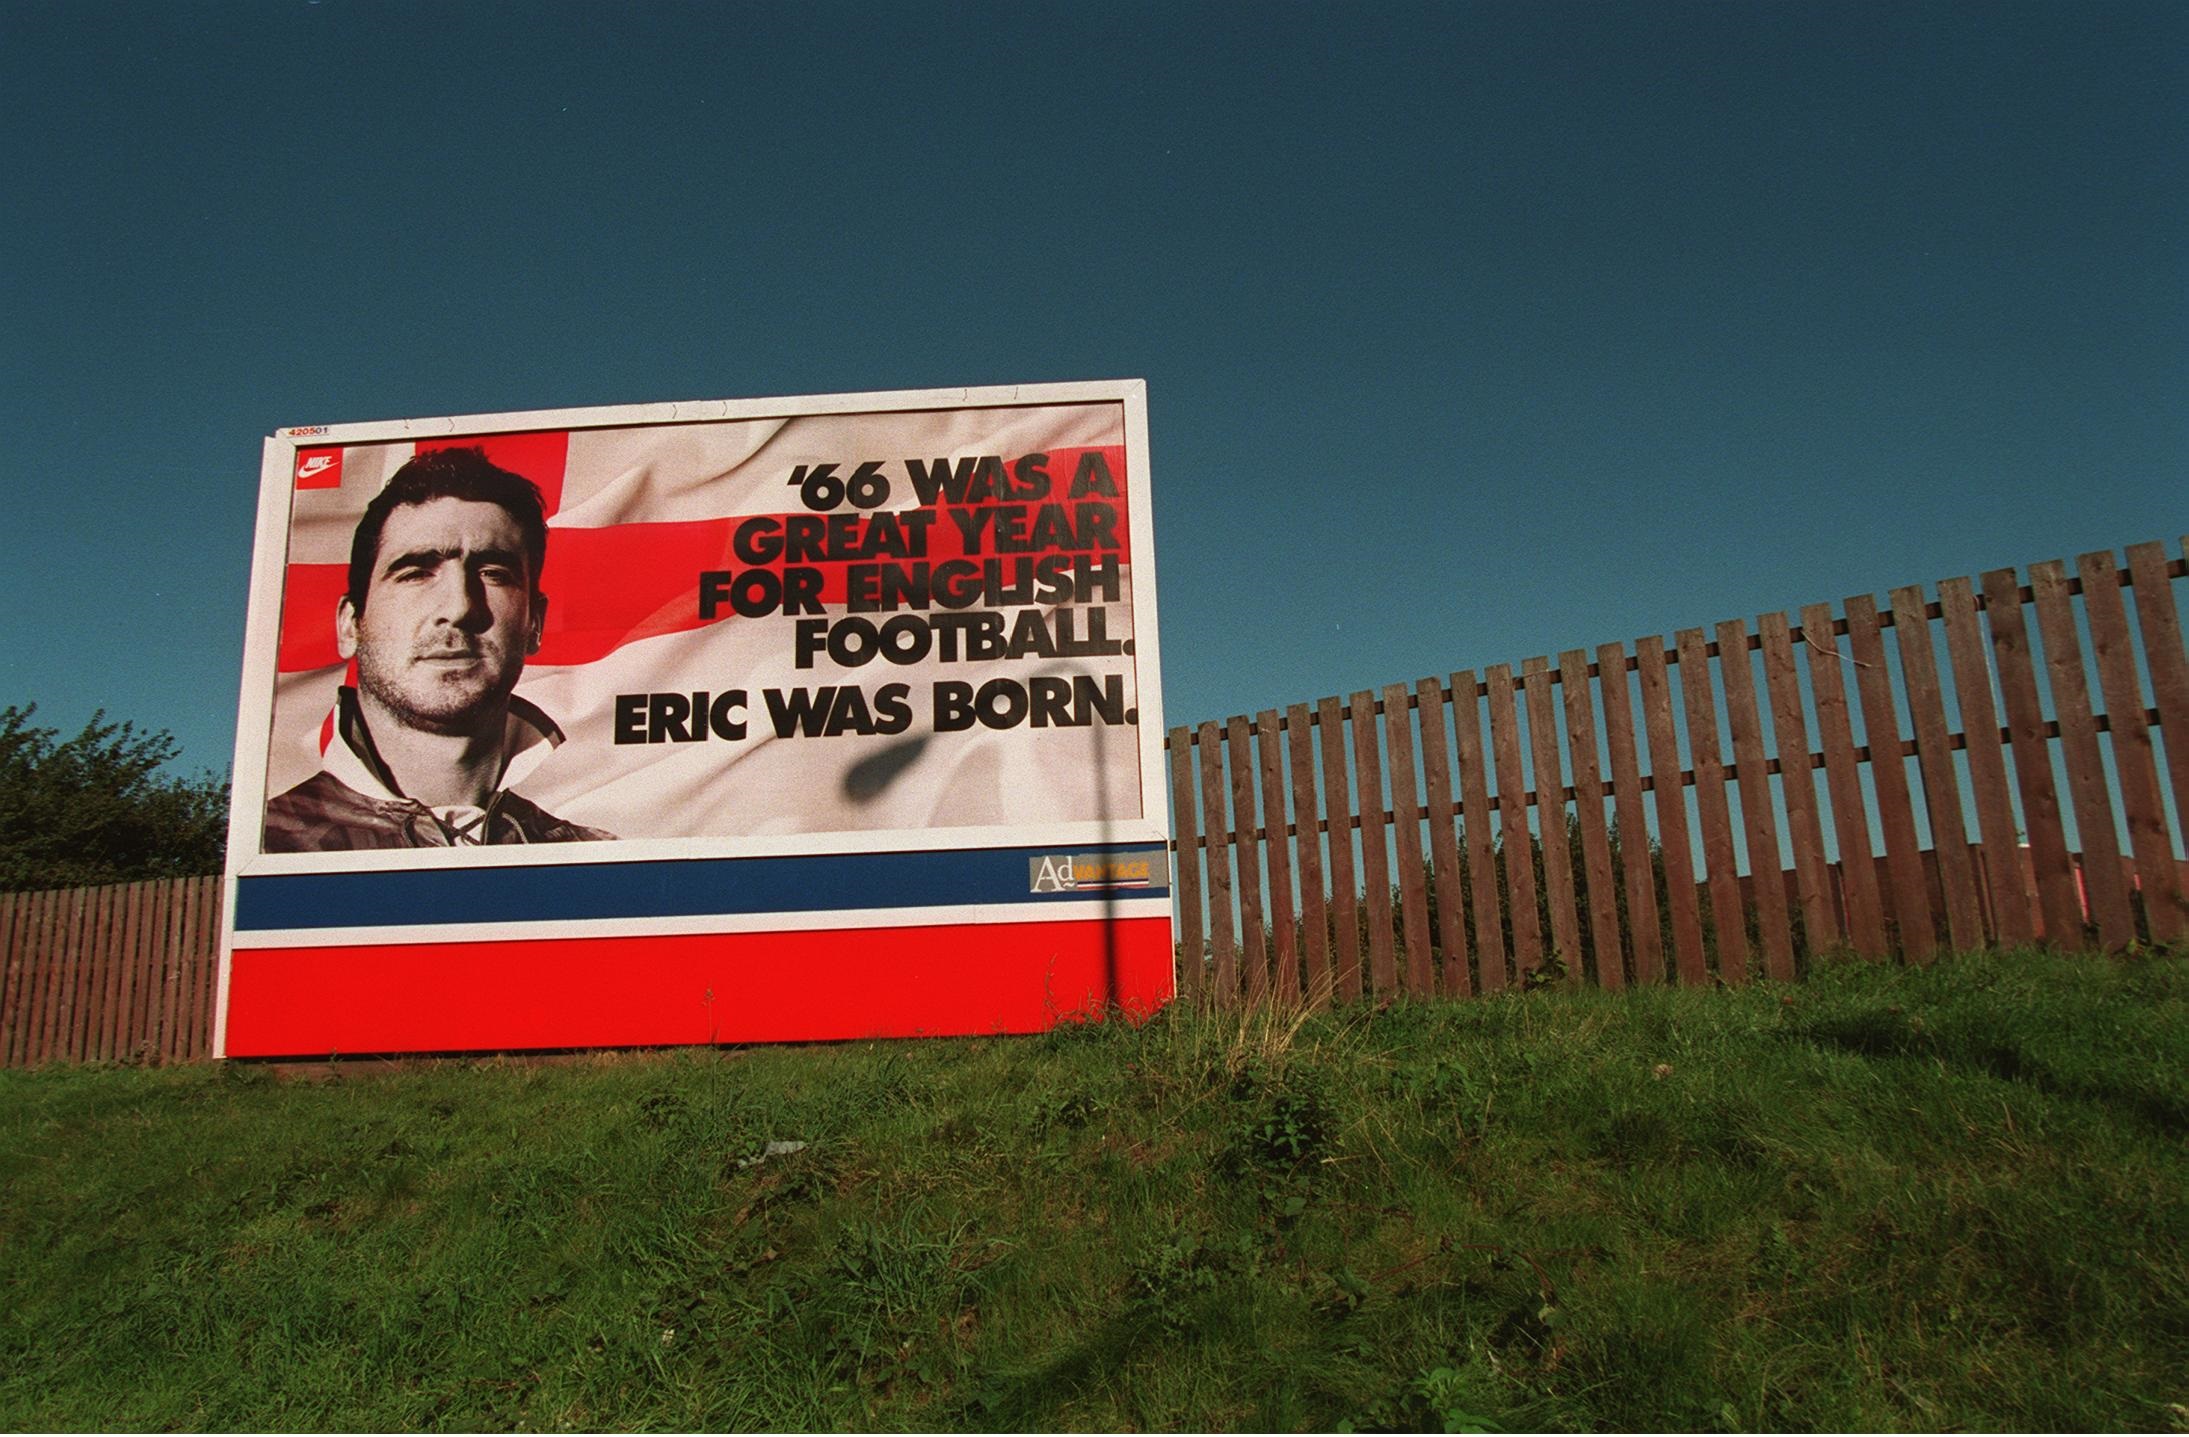 420501
NIKE
'66 WAS A
GREAT YEAR
FOR ENGLISH
FOOTBALL.
ERIC WAS BORN.
AdVANTAGE